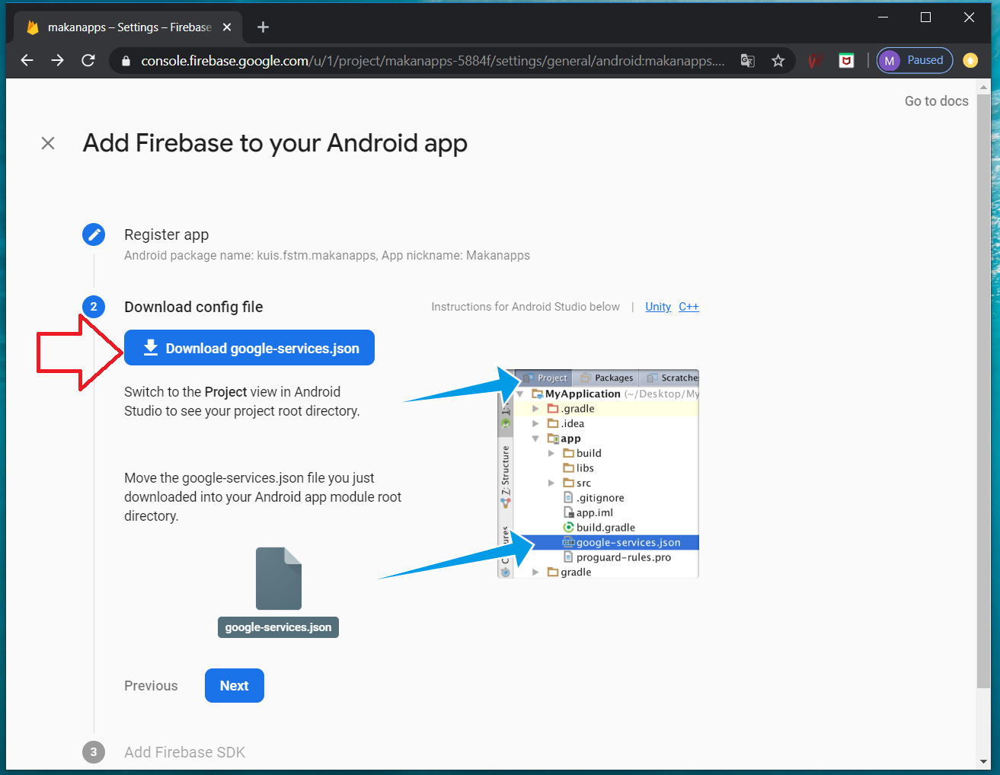 makanapps – Settings – Firebase
console.firebase.google.com/u/1/project/makanapps-5884f/settings/general/android:makanapps....
M Paused
Go to docs
Add Firebase to your Android app
Register app
Android package name: kuis.fstm.makanapps, App nickname: Makanapps
2 Download config file
Instructions for Android Studio below | Unity C++
Download google-services.json
Switch to the Project view in Android
Studio to see your project root directory.
Move the google-services.json file you just
downloaded into your Android app module root
directory.
google-services.json
Project Packages Scratches
MyApplication (~/Desktop/My
.gradle
.idea
app
build
libs
src
.gitignore
app.iml
build.gradle
google-services.json
proguard-rules.pro
gradle
1:
Z: Structure
Previous Next
3 Add Firebase SDK